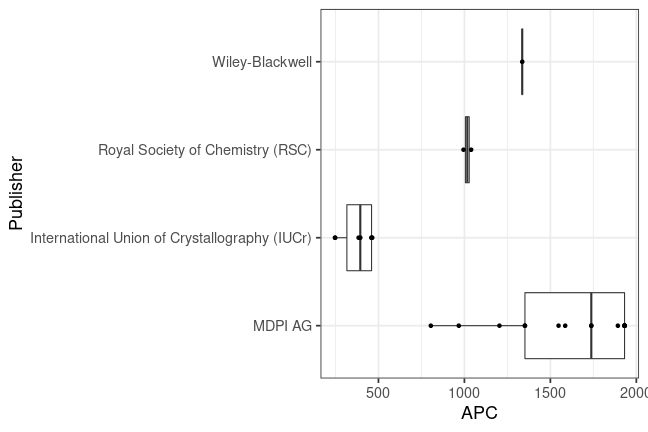 Wiley-Blackwell
Royal Society of Chemistry (RSC)
International Union of Crystallography (IUCr)
MDPI AG
Publisher
500 1000 1500 2000
APC